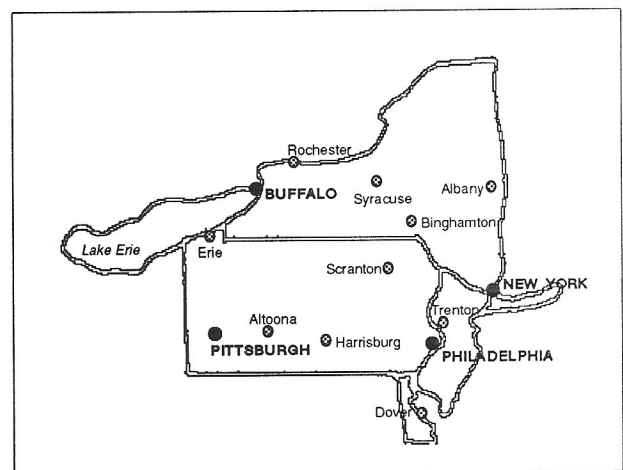 Rochester
BUFFALO
Syracuse
Albany
Binghamton
Lake Erie
Erie
Scranton
NEW YORK
Trenton
Altoona
PITTSBURGH
Harrisburg
PHILADELPHIA
Dover